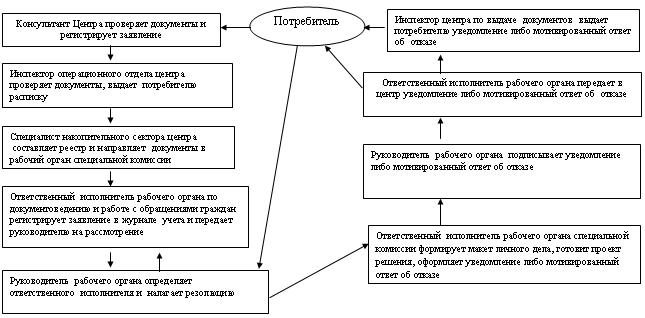 Консультант Центра проверяет документы и
регистрирует заявление
Инспектор операционного отдела центра
проверяет документы, выдает потребителю
расписку
Специалист накопительного сектора центра
составляет реестр и направляет документы в
рабочий орган специальной комиссии
Ответственный исполнитель рабочего органа по
документоведению и работе с обращениями граждан
регистрирует заявление в журнале учета и передает
руководителю на рассмотрение
Руководитель рабочего органа определяет
ответственного исполнителя и налагает резолюцию
Потребитель
Инспектор центра по выдаче документов выдает
потребителю уведомление либо мотивированный ответ
об отказе
Ответственный исполнитель рабочего органа передает в
центр уведомление либо мотивированный ответ об отказе
Руководитель рабочего органа подписывает уведомление
либо мотивированный ответ об отказе
Ответственный исполнитель рабочего органа специальной
комиссии формирует макет личного дела, готовит проект
решения, оформляет уведомление либо мотивированный
ответ об отказе